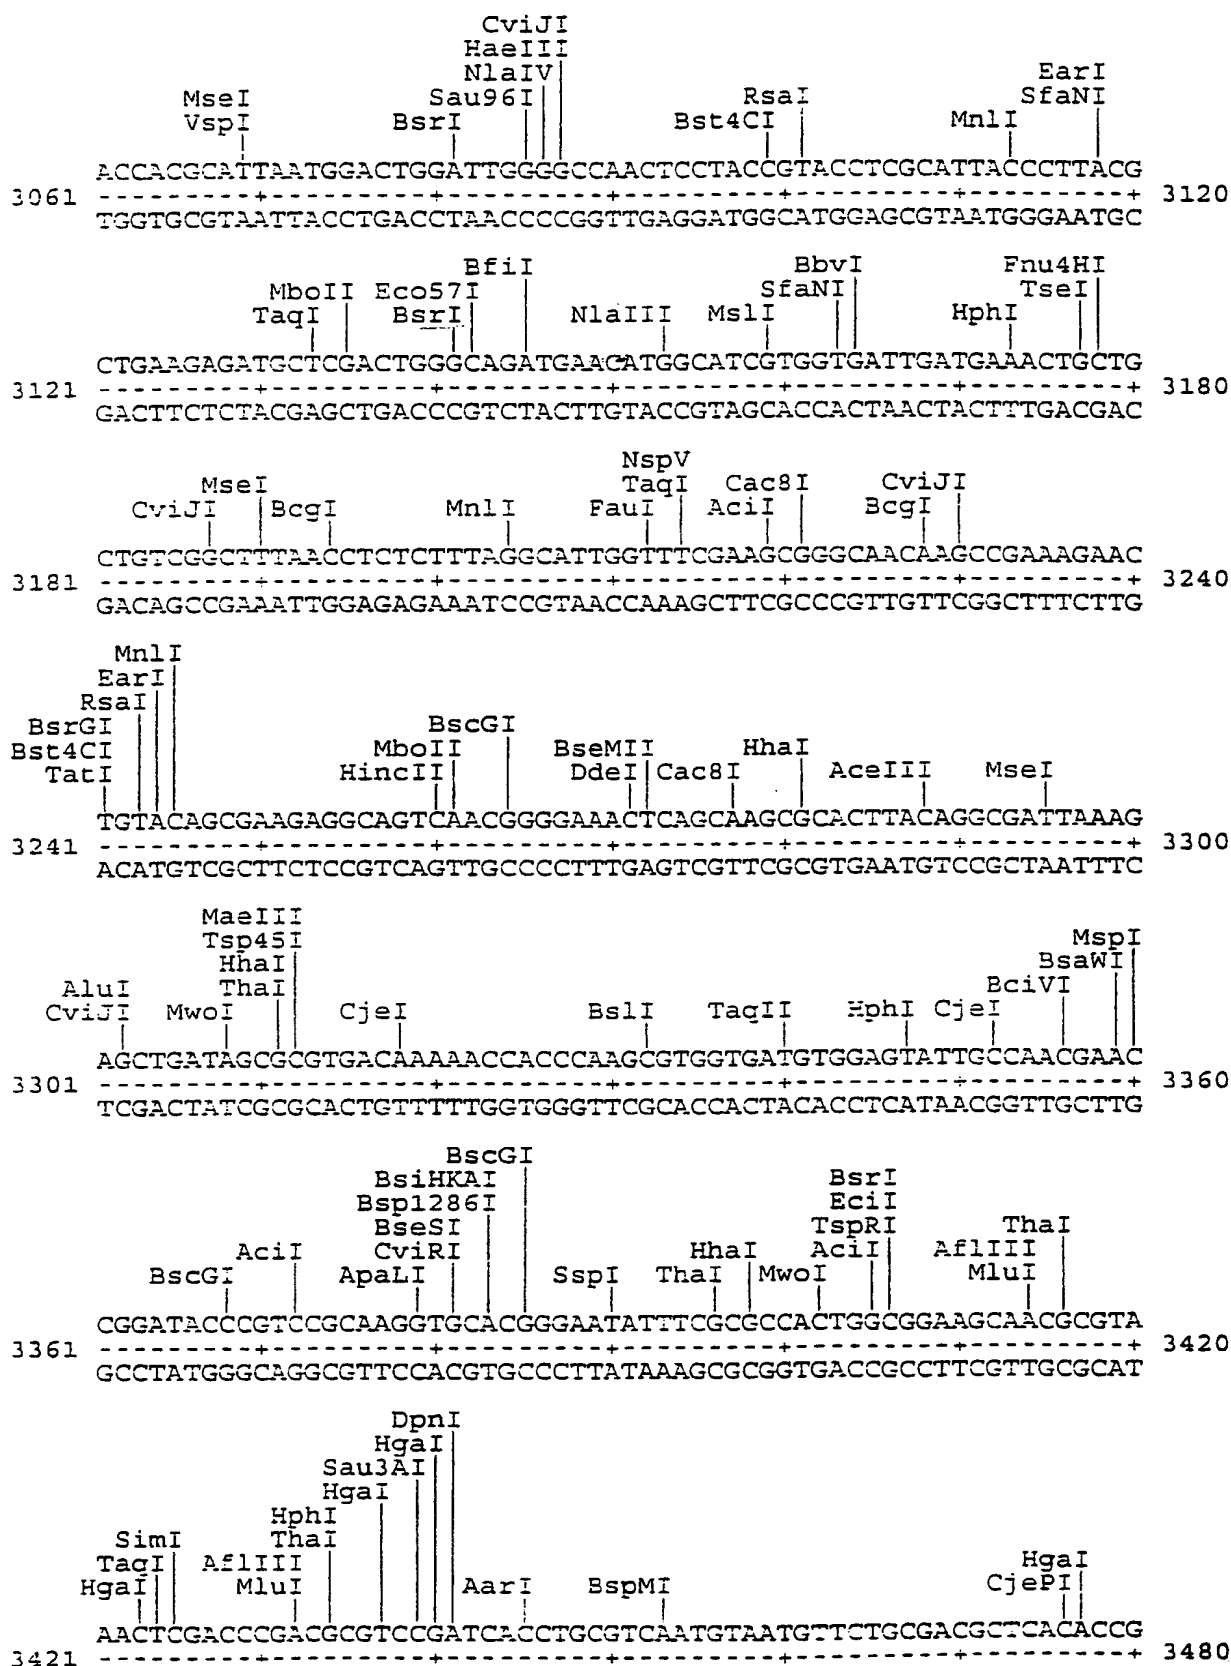 CviJI
HaeIII
NlaIV EarI
MseI Sau96I RsaI SfaNI
VspI BsrI Bst4CI MnlI
ACCACGCATTAATGGACTGGATTGGGGCCAACTCCTACCGTACCTCGCATTACCCTTACG
3061 ---------+---------+---------+---------+---------+---------+ 3120
TGGTGCGTAATTACCTGACCTAACCCCGGTTGAGGATGGCATGGAGCGTAATGGGAATGC
BfiI BbvI Fnu4HI
MboII Eco57I SfaNI TseI
TaqI BsrI NlaIII MslI HphI
CTGAAGAGATGCTCGACTGGGCAGATGAACATGGCATCGTGGTGATTGATGAAACTGCTG
3121 ---------+---------+---------+---------+---------+---------+ 3180
GACTTCTCTACGAGCTGACCCGTCTACTTGTACCGTAGCACCACTAACTACTTTGACGAC
NspV
MseI TaqI Cac8I CviJI
CviJI BcgI MnlI FauI AciI BcgI
CTGTCGGCTTTAACCTCTCTTTAGGCATTGGTTTCGAAGCGGGCAACAAGCCGAAAGAAC
3181 ---------+---------+---------+---------+---------+---------+ 3240
GACAGCCGAAATTGGAGAGAAATCCGTAACCAAAGCTTCGCCCGTTGTTCGGCTTTCTTG
MnlI
EarI
RsaI
BsrGI BscGI
Bst4CI MboII BseMII HhaI
TatI HincII DdeI Cac8I AceIII MseI
TGTACAGCGAAGAGGCAGTCAACGGGGAAACTCAGCAAGCGCACTTACAGGCGATTAAAG
3241 ---------+---------+---------+---------+---------+---------+ 3300
ACATGTCGCTTCTCCGTCAGTTGCCCCTTTGAGTCGTTCGCGTGAATGTCCGCTAATTTC
MaeIII
Tsp45I MspI
HhaI BsaWI
AluI ThaI BciVI
CviJI MwoI CjeI BslI TaqII HphI CjeI
AGCTGATAGCGCGTGACAAAAACCACCCAAGCGTGGTGATGTGGAGTATTGCCAACGAAC
3301 ---------+---------+---------+---------+---------+---------+ 3360
TCGACTATCGCGCACTGTTTTTGGTGGGTTCGCACCACTACACCTCATAACGGTTGCTTG
BscGI
BsiHKAI BsrI
Bsp1286I EciI
BseSI TspRI ThaI
AciI CviRI HhaI AciI AflIII
BscGI ApaLI SspI ThaI MwoI MluI
CGGATACCCGTCCGCAAGGTGCACGGGAATATTTCGCGCCACTGGCGGAAGCAACGCGTA
3361 ---------+---------+---------+---------+---------+---------+ 3420
GCCTATGGGCAGGCGTTCCACGTGCCCTTATAAAGCGCGGTGACCGCCTTCGTTGCGCAT
DpnI
HgaI
Sau3AI
HgaI
HphI
SimI ThaI
TaqI AflIII HgaI
HgaI MluI AarI BspMI CjePI
AACTCGACCCGACGCGTCCGATCACCTGCGTCAATGTAATGTTCTGCGACGCTCACACCG
3421 ---------+---------+---------+---------+---------+---------+ 3480